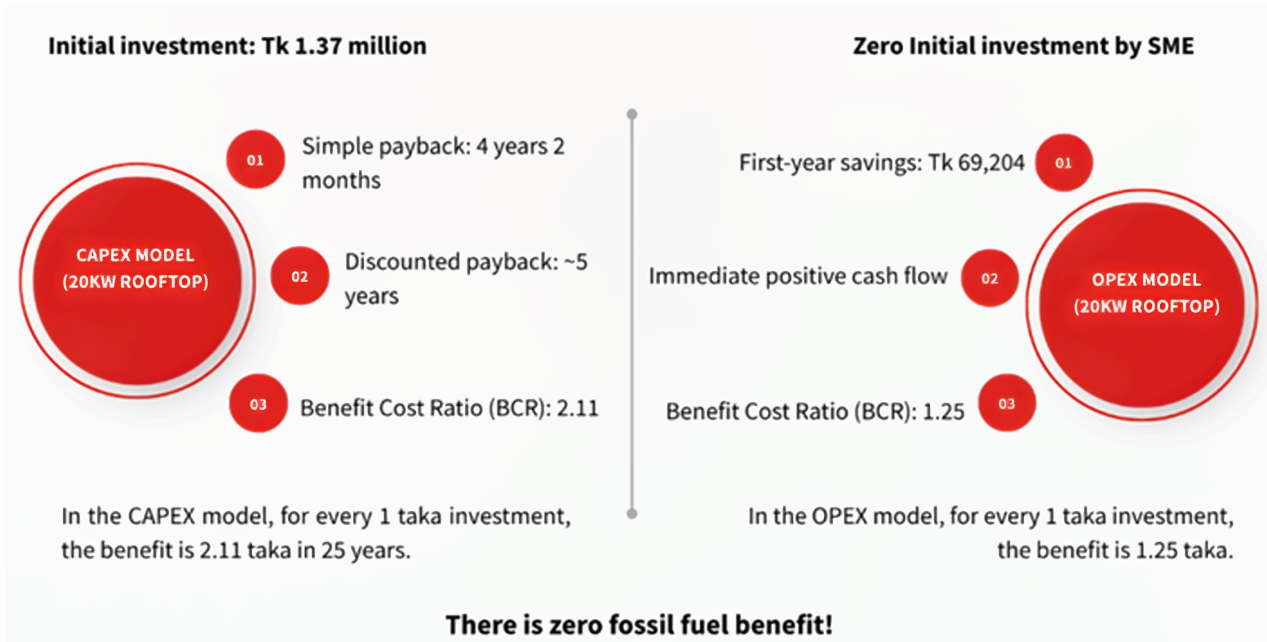 Initial investment: Tk 1.37 million
CAPEX MODEL
(20KW ROOFTOP)
01
Simple payback: 4 years 2
months
02
Discounted payback: ~5
years
03
Benefit Cost Ratio (BCR): 2.11
In the CAPEX model, for every 1 taka investment,
the benefit is 2.11 taka in 25 years.
Zero Initial investment by SME
First-year savings: Tk 69,204
01
Immediate positive cash flow
02
OPEX MODEL
(20KW ROOFTOP)
Benefit Cost Ratio (BCR): 1.25
03
In the OPEX model, for every 1 taka investment,
the benefit is 1.25 taka.
There is zero fossil fuel benefit!